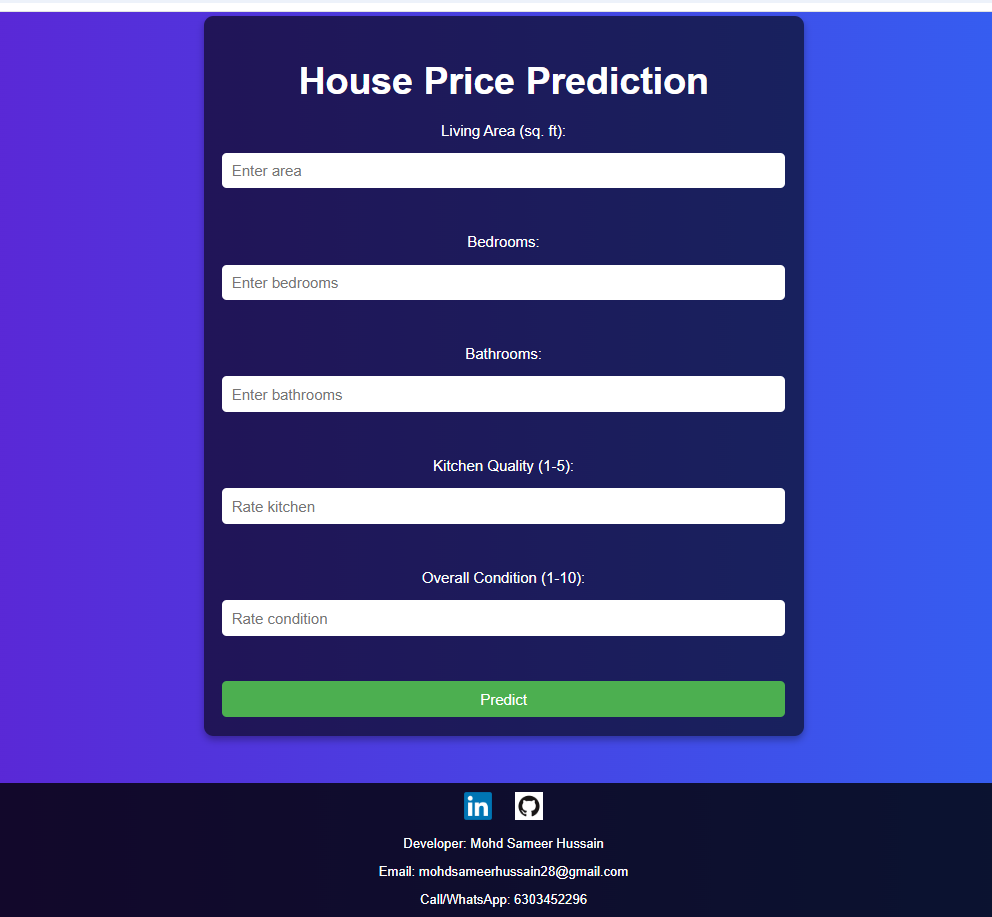 House Price Prediction
Living Area (sq. ft):
Enter area
Bedrooms:
Enter bedrooms
Bathrooms:
Enter bathrooms
Kitchen Quality (1-5):
Rate kitchen
Overall Condition (1-10):
Rate condition
Predict
in
Developer: Mohd Sameer Hussain
Email: mohdsameerhussain28@gmail.com
Call/WhatsApp: 6303452296